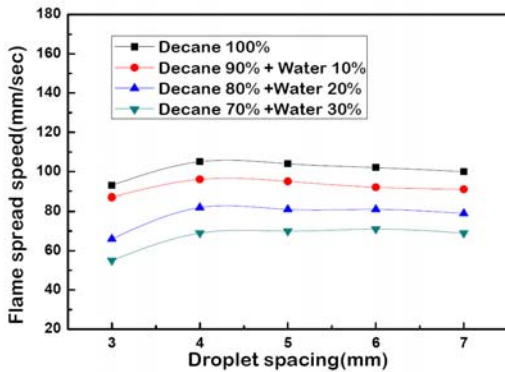 180
160
140
120
100
80
60
40
20
Flame spread speed(mm/sec)
Decane 100%
Decane 90% + Water 10%
Decane 80% +Water 20%
Decane 70% +Water 30%
3 4 5 6 7
Droplet spacing(mm)